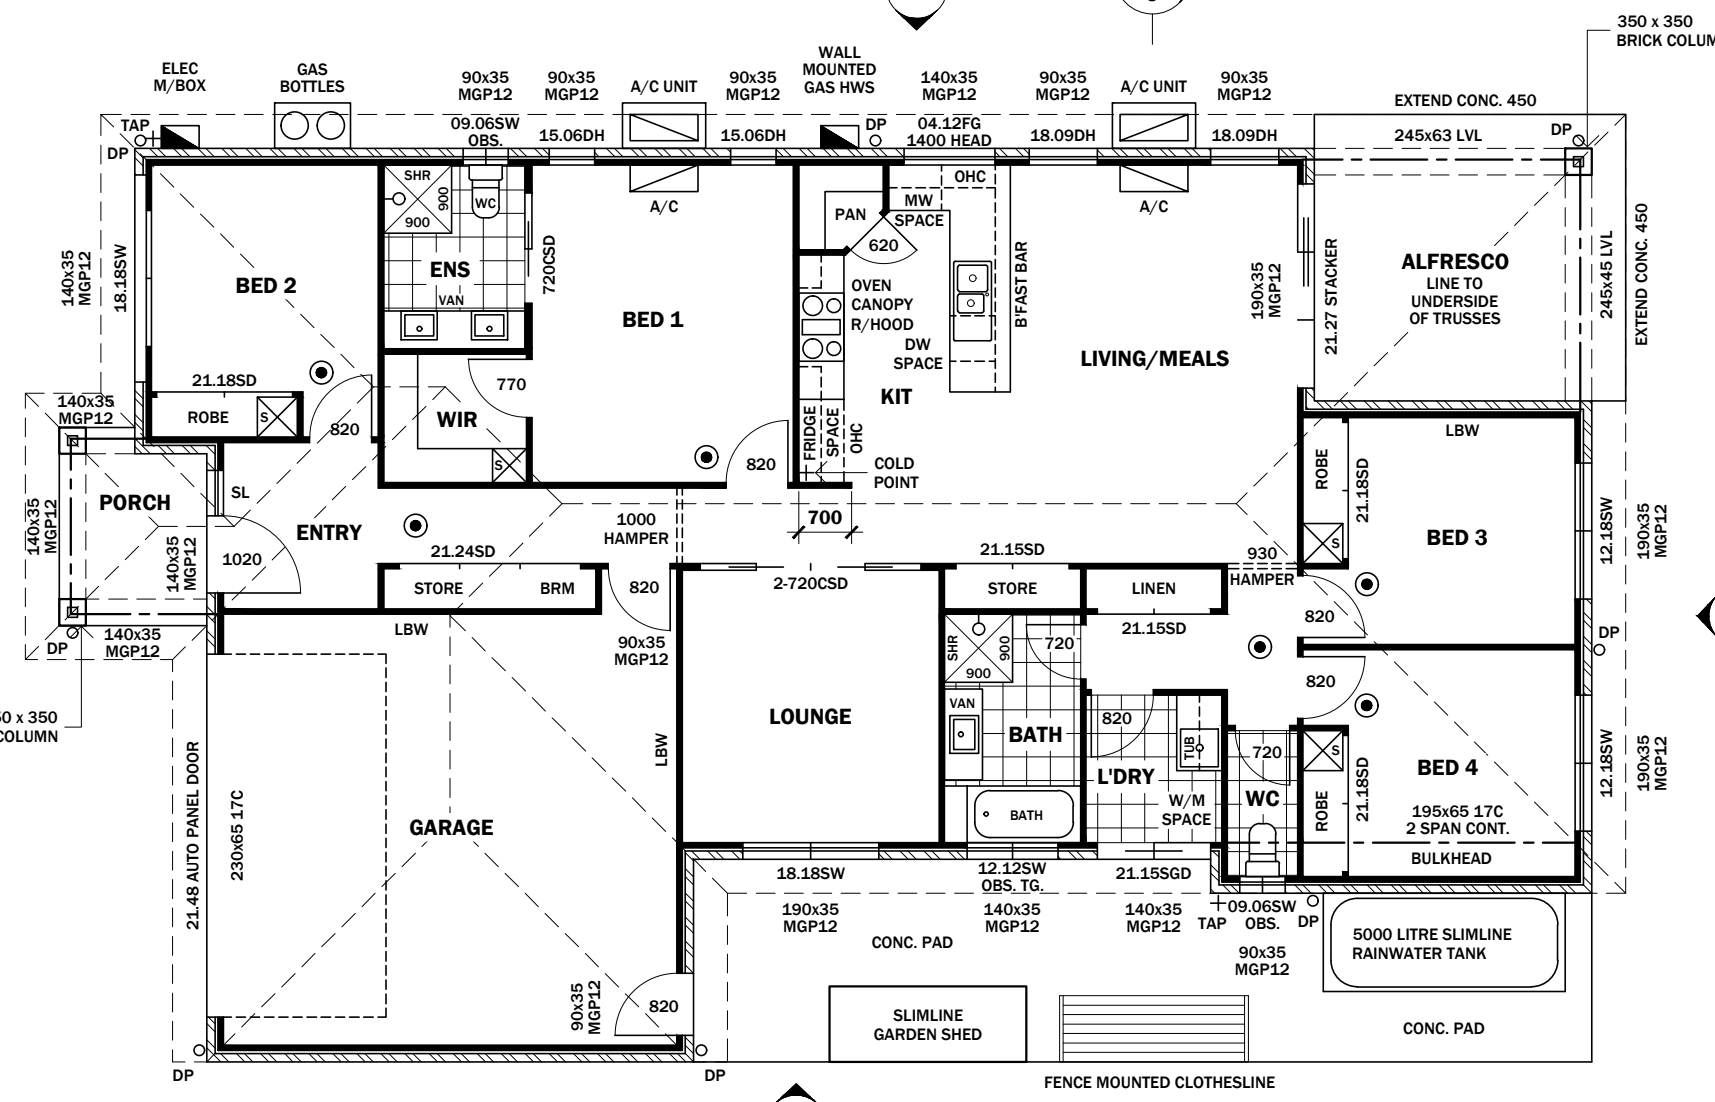 350 x 350
BRICK COLUM
ELEC
M/BOX
GAS
BOTTLES
90x35
MGP12
90x35
MGP12
A/C UNIT
90x35
MGP12
WALL
MOUNTED
GAS HWS
140x35
MGP12
90x35
MGP12
A/C UNIT
90x35
MGP12
EXTEND CONC. 450
TAP
DP
09.06SW
OBS.
15.06DH
15.06DH
DP
04.12FG
1400 HEAD
18.09DH
18.09DH
245x63 LVL
DP
SHR
900
900
WC
A/C
PAN
MW
SPACE
OHC
A/C
620
140x35
MGP12
18.18SW
BED 2
ENS
VAN
720CSD
BED 1
OVEN
CANOPY
R/HOOD
DW
SPACE
B'FAST BAR
190x35
MGP12
21.27 STACKER
ALFRESCO
LINE TO
UNDERSIDE
OF TRUSSES
245x45 LVL
EXTEND CONC. 450
LIVING/MEALS
KIT
21.18SD
ROBE
S
820
770
WIR
S
820
FRIDGE
SPACE
OHC
COLD
POINT
140x35
MGP12
PORCH
SL
140x35
MGP12
ENTRY
1020
140x35
MGP12
1000
HAMPER
700
21.24SD
STORE
BRM
820
2-720CSD
21.15SD
STORE
LINEN
21.15SD
930
HAMPER
LBW
ROBE
21.18SD
S
BED 3
12.18SW
190x35
MGP12
820
820
DP
140x35
MGP12
DP
LBW
90x35
MGP12
SHR
900
900
720
0 x 350
COLUMN
LBW
LOUNGE
VAN
BATH
820
TUB
L'DRY
W/M
SPACE
720
WC
BATH
S
ROBE
21.18SD
BED 4
195x65 17C
2 SPAN CONT.
BULKHEAD
12.18SW
190x35
MGP12
21.48 AUTO PANEL DOOR
230x65 17C
GARAGE
18.18SW
12.12SW
OBS. TG.
21.15SGD
190x35
MGP12
140x35
MGP12
140x35
MGP12
TAP
09.06SW
OBS.
DP
90x35
MGP12
CONC. PAD
5000 LITRE SLIMLINE
RAINWATER TANK
90x35
MGP12
820
SLIMLINE
GARDEN SHED
CONC. PAD
DP
DP
FENCE MOUNTED CLOTHESLINE